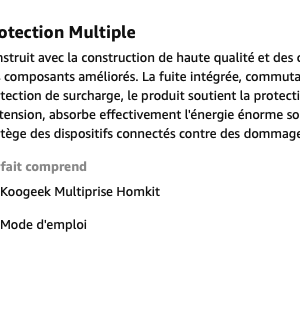 otection Multiple
nstruit avec la construction de haute qualité et des
composants améliorés. La fuite intégrée, commuta
tection de surcharge, le produit soutient la protecti
tension, absorbe effectivement l'énergie énorme so
tège des dispositifs connectés contre des dommage
fait comprend
Koogeek Multiprise Homkit
Mode d'emploi